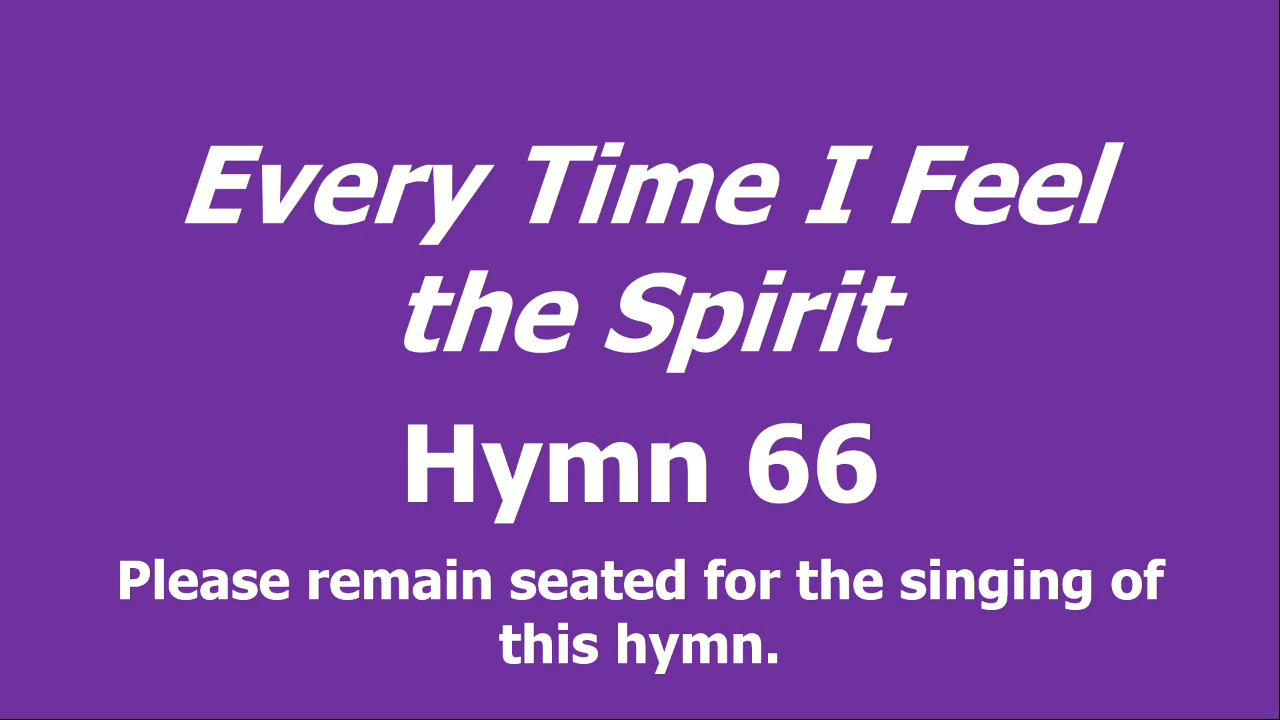 Every Time I Feel
the Spirit
Hymn 66
Please remain seated for the singing of
this hymn.